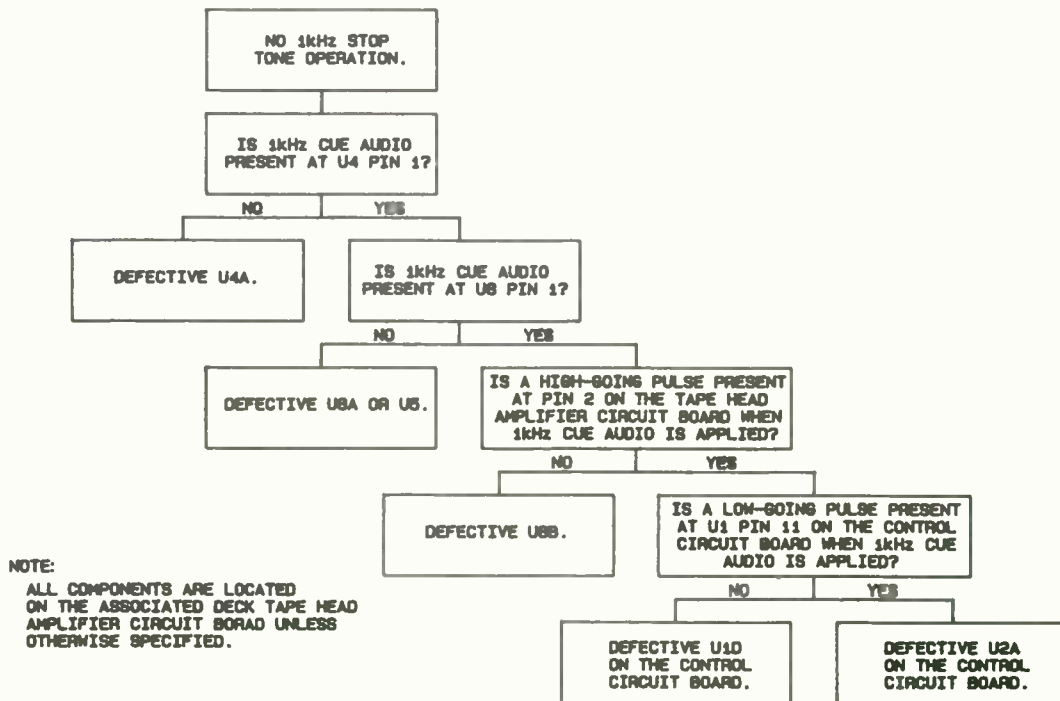 NO 1kHz STOP
TONE OPERATION.
IS 1kHz CUE AUDIO
PRESENT AT U4 PIN 1?
NO YES
DEFECTIVE U4A.
IS 1kHz CUE AUDIO
PRESENT AT U8 PIN 1?
NO YES
DEFECTIVE U8A OR U5.
IS A HIGH-GOING PULSE PRESENT
AT PIN 2 ON THE TAPE HEAD
AMPLIFIER CIRCUIT BOARD WHEN
1kHz CUE AUDIO IS APPLIED?
NO YES
DEFECTIVE U8B.
IS A LOW-GOING PULSE PRESENT
AT U1 PIN 11 ON THE CONTROL
CIRCUIT BOARD WHEN 1kHz CUE
AUDIO IS APPLIED?
NO YES
DEFECTIVE U1D
ON THE CONTROL
CIRCUIT BOARD.
DEFECTIVE U2A
ON THE CONTROL
CIRCUIT BOARD.
NOTE:
ALL COMPONENTS ARE LOCATED
ON THE ASSOCIATED DECK TAPE HEAD
AMPLIFIER CIRCUIT BORAD UNLESS
OTHERWISE SPECIFIED.